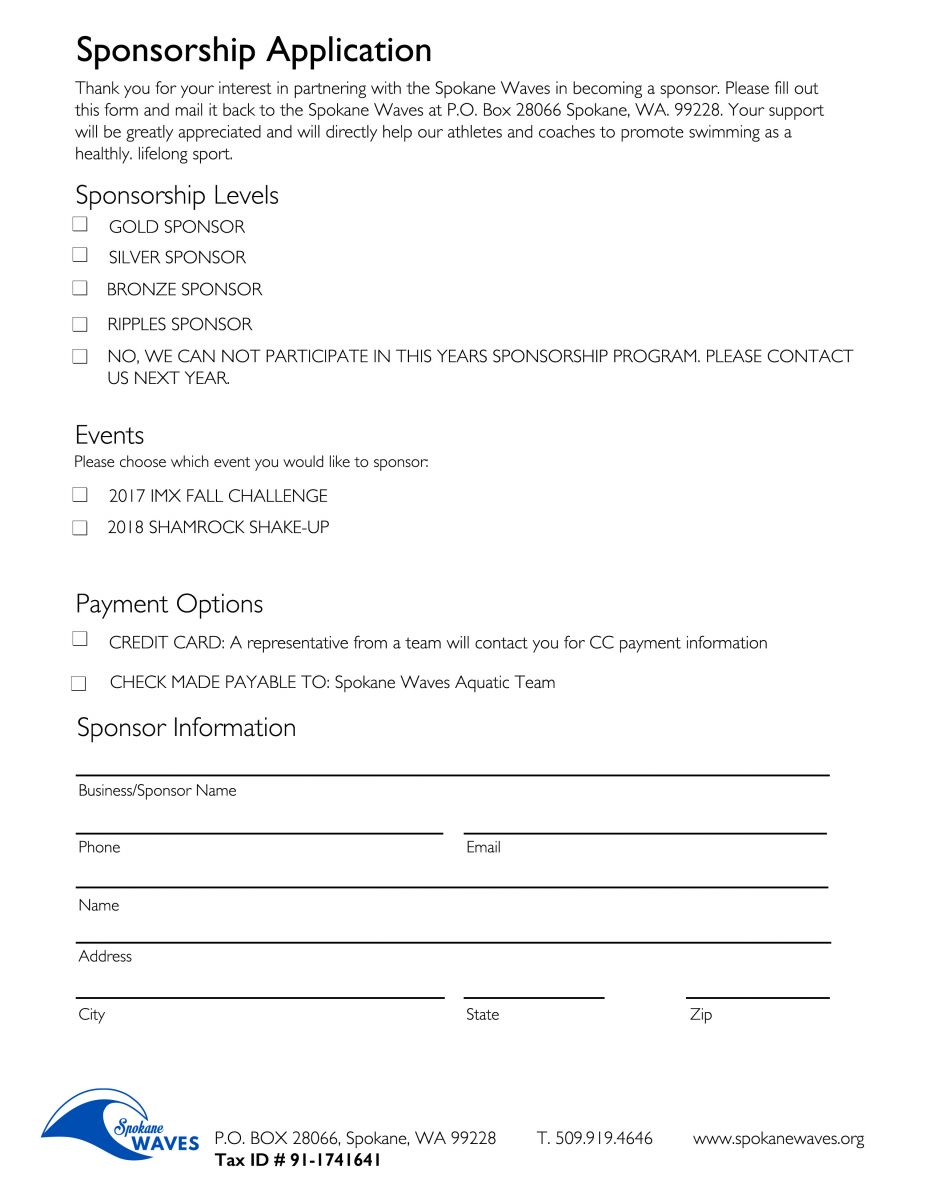 Sponsorship Application
Thank you for your interest in partnering with the Spokane Waves in becoming a sponsor. Please fill out
this form and mail it back to the Spokane Waves at P.O. Box 28066 Spokane, WA. 99228. Your support
will be greatly appreciated and will directly help our athletes and coaches to promote swimming as a
healthly. lifelong sport.
Sponsorship Levels
GOLD SPONSOR
SILVER SPONSOR
BRONZE SPONSOR
RIPPLES SPONSOR
NO, WE CAN NOT PARTICIPATE IN THIS YEARS SPONSORSHIP PROGRAM. PLEASE CONTACT
US NEXT YEAR.
Events
Please choose which event you would like to sponsor:
2017 IMX FALL CHALLENGE
2018 SHAMROCK SHAKE-UP
Payment Options
CREDIT CARD: A representative from a team will contact you for CC payment information
CHECK MADE PAYABLE TO: Spokane Waves Aquatic Team
Sponsor Information
Business/Sponsor Name
Phone Email
Name
Address
City State Zip
Spokane
WAVES
P.O. BOX 28066, Spokane, WA 99228 T. 509.919.4646 www.spokanewaves.org
Tax ID # 91-1741641